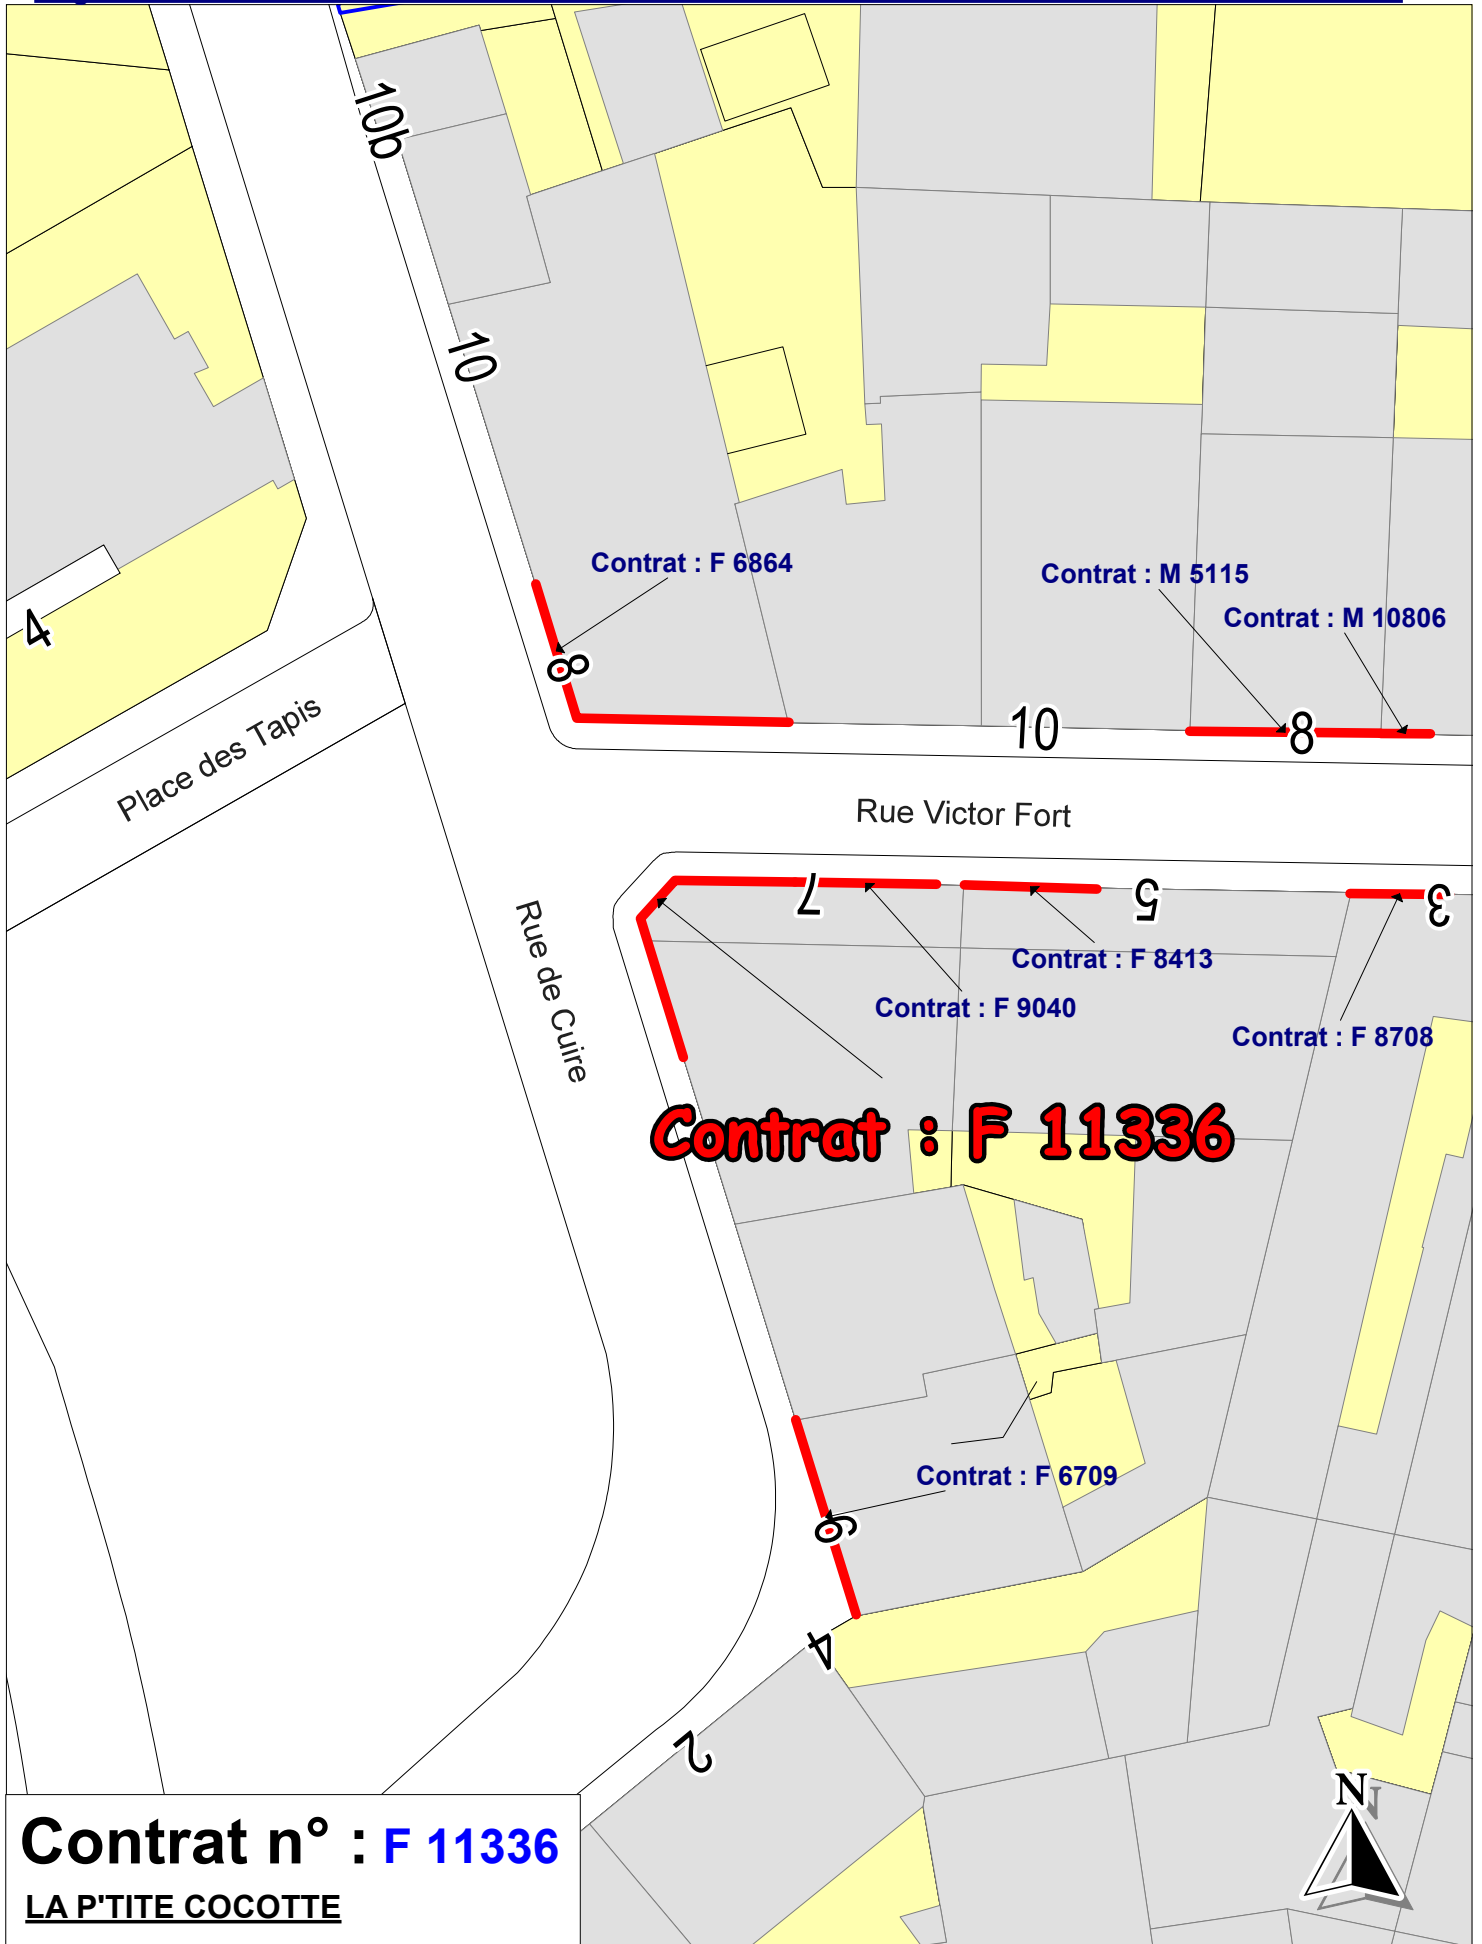 10b
10
Contrat : F 6864
Contrat : M 5115
Contrat : M 10806
4
8
Place des Tapis
10
8
Rue Victor Fort
7
5
3
Rue de Cuire
Contrat : F 8413
Contrat : F 9040
Contrat : F 8708
Contrat : F 11336
Contrat : F 6709
6
4
2
N
Contrat n° : F 11336
LA P'TITE COCOTTE